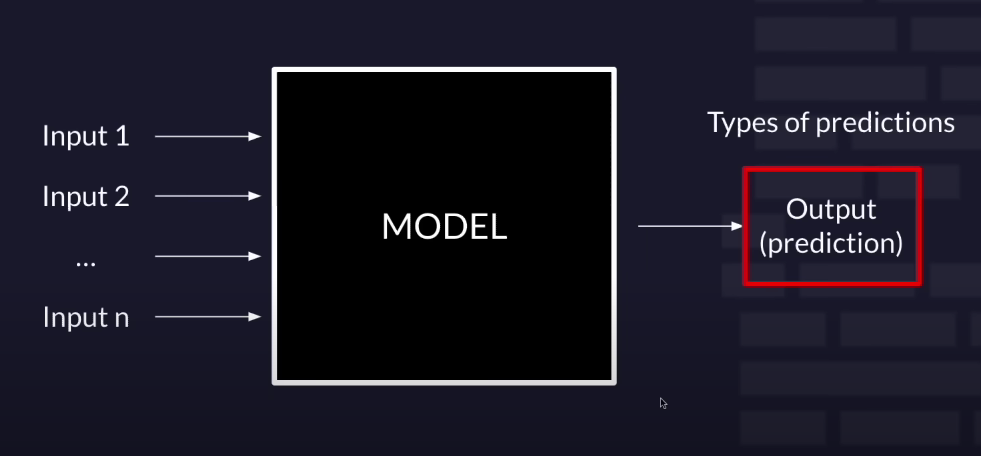 Input 1
Input 2
...
Input n
MODEL
Types of predictions
Output
(prediction)